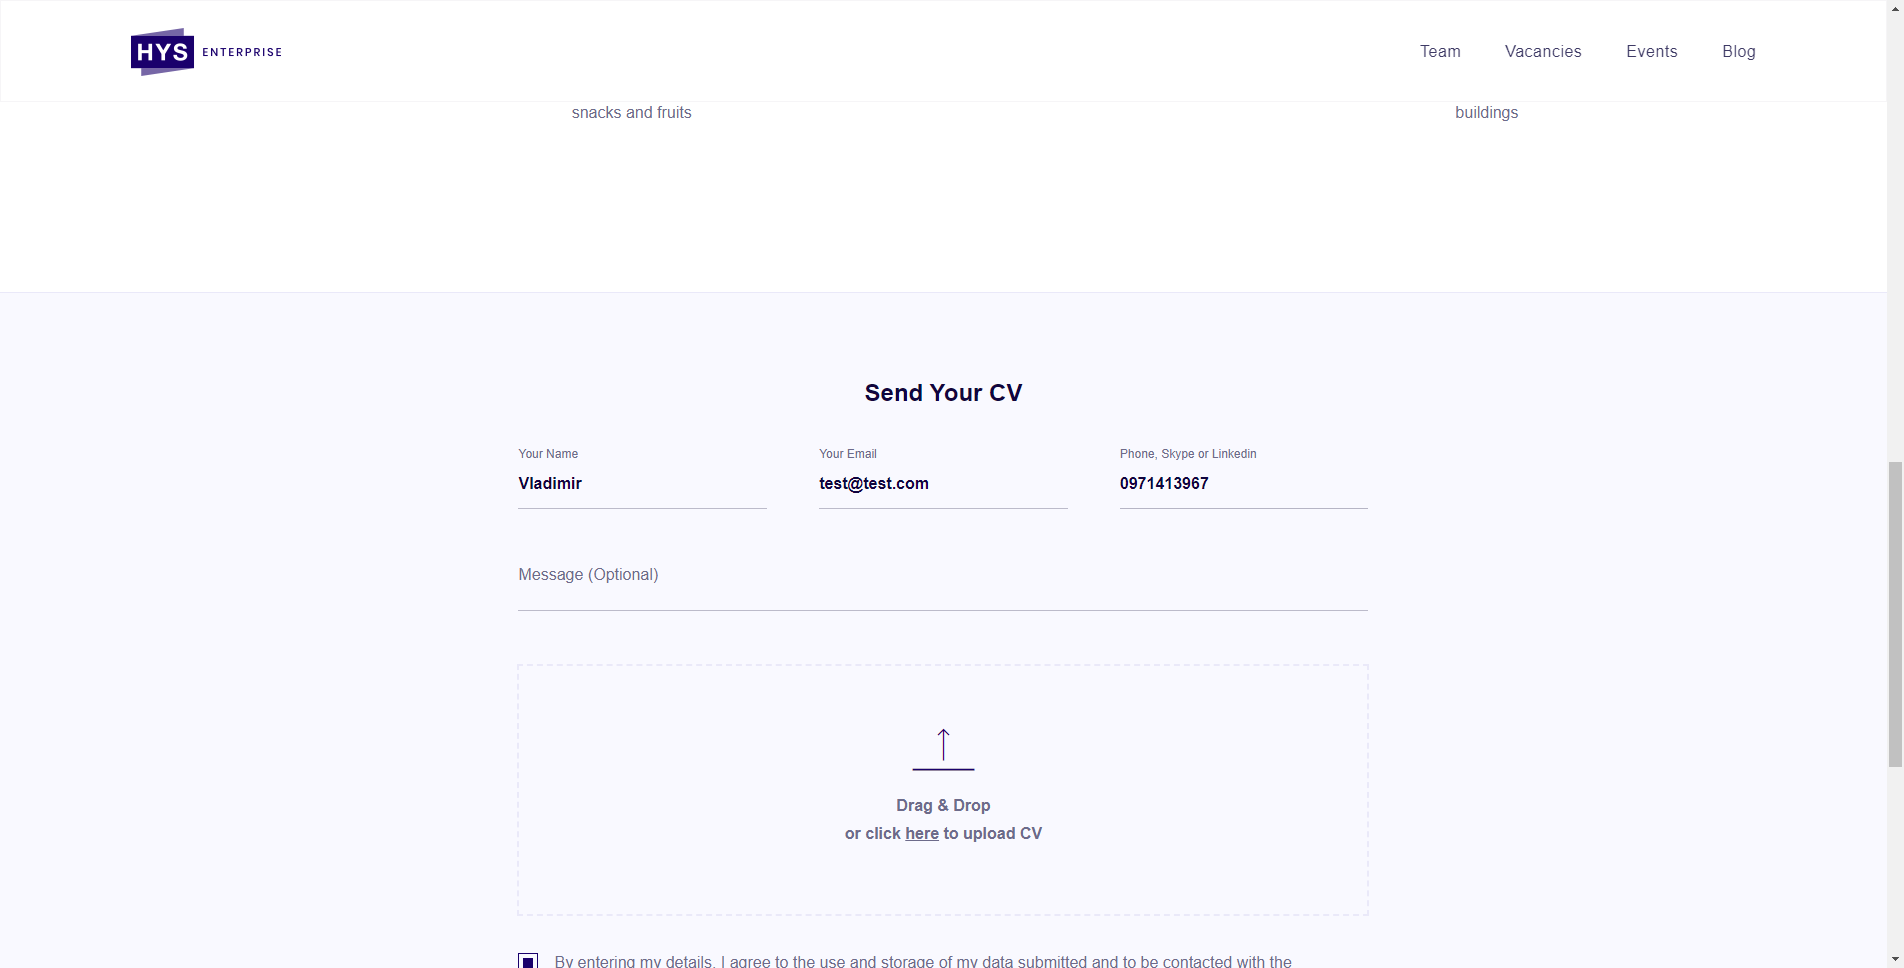 HYS ENTERPRISE
Team Vacancies Events Blog
snacks and fruits
buildings
Send Your CV
Your Name
Vladimir
Your Email
test@test.com
Phone, Skype or Linkedin
0971413967
Message (Optional)
Drag & Drop
or click here to upload CV
By entering my details, I agree to the use and storage of my data submitted and to be contacted with the